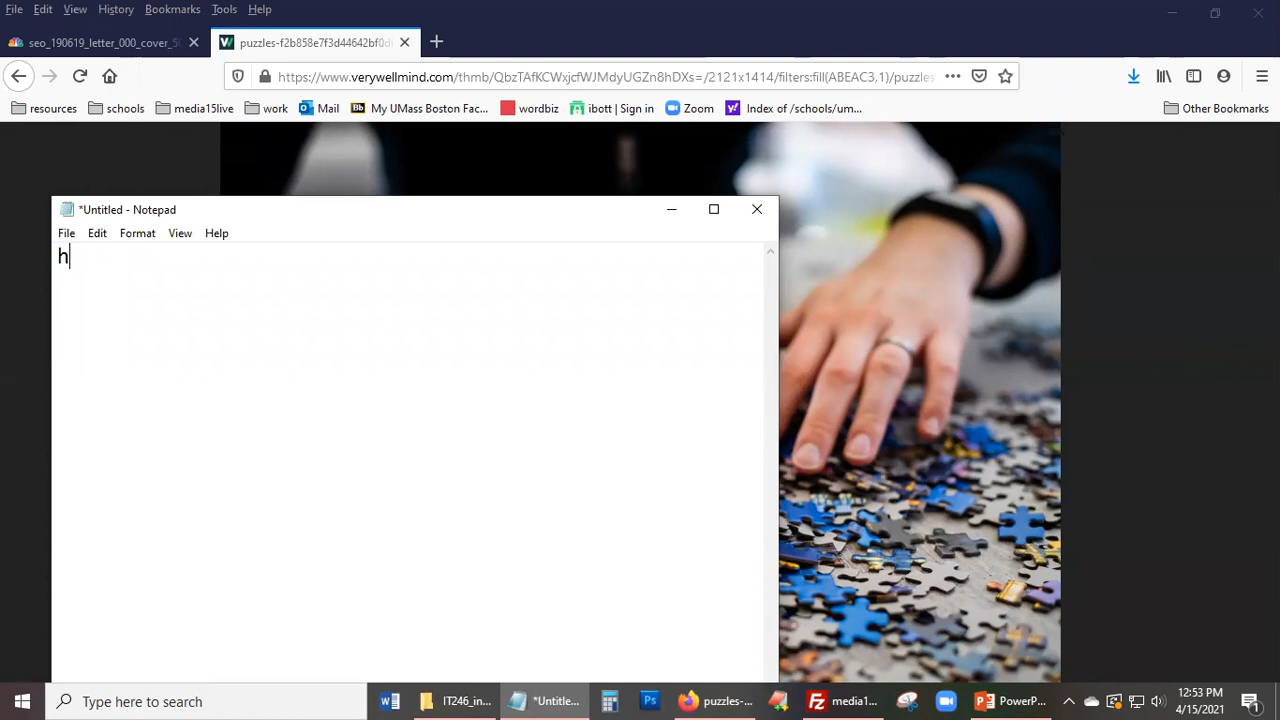 File Edit View History Bookmarks Tools Help
seo_190619_letter_000_cover_50
puzzles-f2b858e7f3d44642bf0d
https://www.verywellmind.com/thmb/QbzTAfKCWxjcfWJMdyUGZn8hDXs=/2121x1414/filters:fill(ABEAC3,1)/puzzles
resources schools media15live work Mail My UMass Boston Fac... wordbiz ibott | Sign in Zoom Index of /schools/um... Other Bookmarks
*Untitled - Notepad
File Edit Format View Help
h
Type here to search
IT246_in... *Untitle... puzzles-... media1... PowerP...
12:53 PM
4/15/2021
1